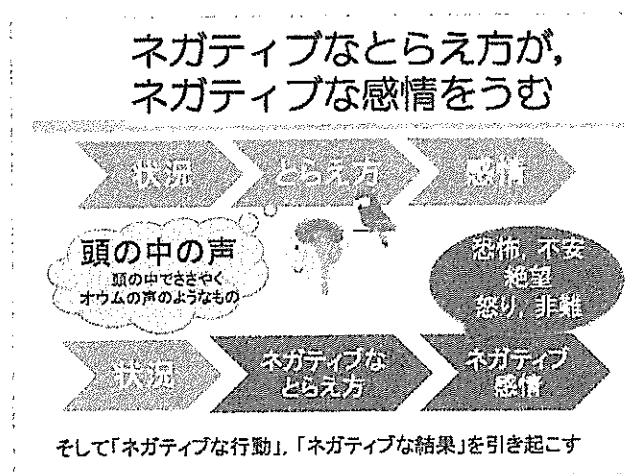 ネガティブなとらえ方が,
ネガティブな感情をうむ
状況
とらえ方
感情
頭の中の声
頭の中でささやく
オウムの声のようなもの
恐怖, 不安
絶望
怒り, 非難
状況
ネガティブな
とらえ方
ネガティブ
感情
そして「ネガティブな行動」,「ネガティブな結果」を引き起こす